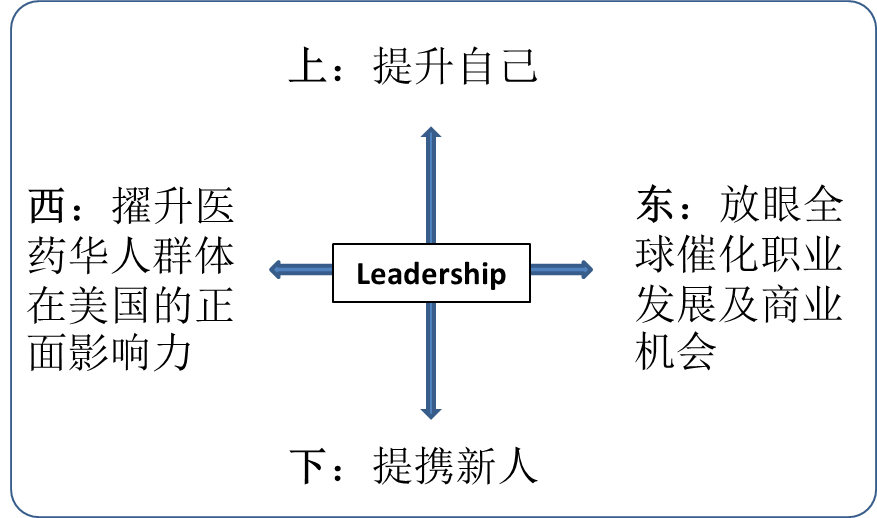 上：提升自己
西：擢升医
药华人群体
在美国的正
面影响力
Leadership
东：放眼全
球催化职业
发展及商业
机会
下：提携新人